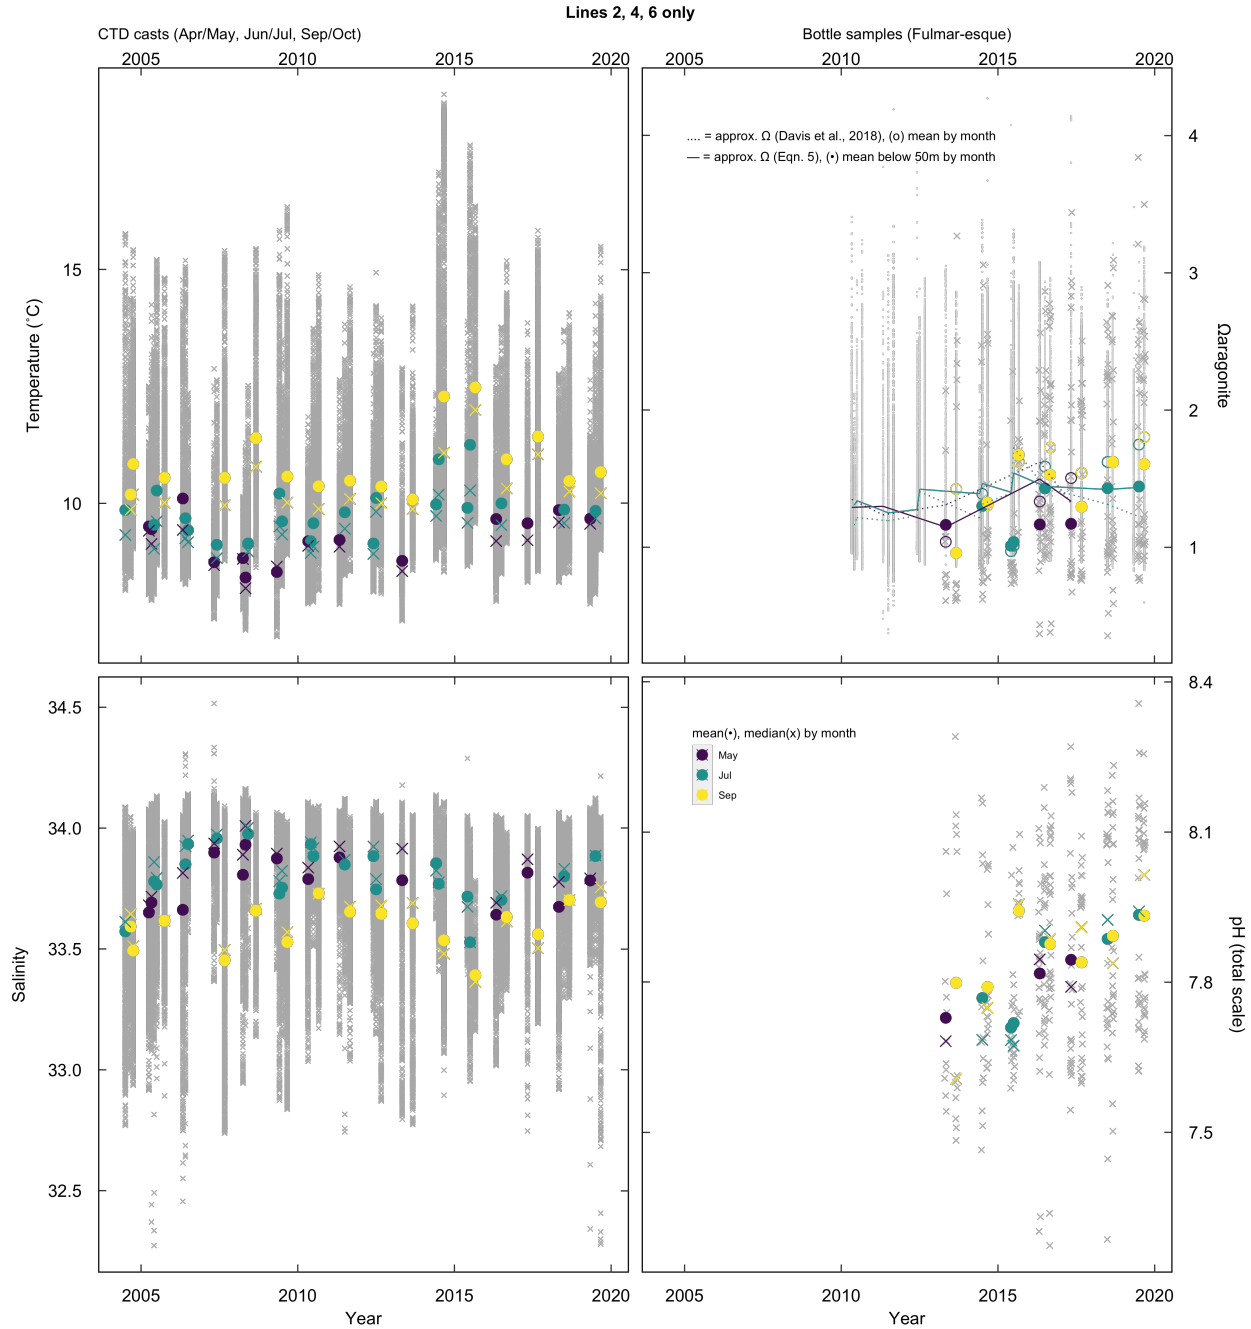 Lines 2, 4, 6 only
CTD casts (Apr/May, Jun/Jul, Sep/Oct)
Bottle samples (Fulmar-esque)
2005 2010 2015 2020
2005 2010 2015 2020
Temperature (˚C)
15
10
.... = approx. Ω (Davis et al., 2018), (o) mean by month
— = approx. Ω (Eqn. 5), (•) mean below 50m by month
4
3
2
1
Ωaragonite
Salinity
34.5
34.0
33.5
33.0
32.5
mean(•), median(x) by month
May
Jul
Sep
8.4
8.1
7.8
7.5
pH (total scale)
2005 2010 2015 2020
2005 2010 2015 2020
Year
Year